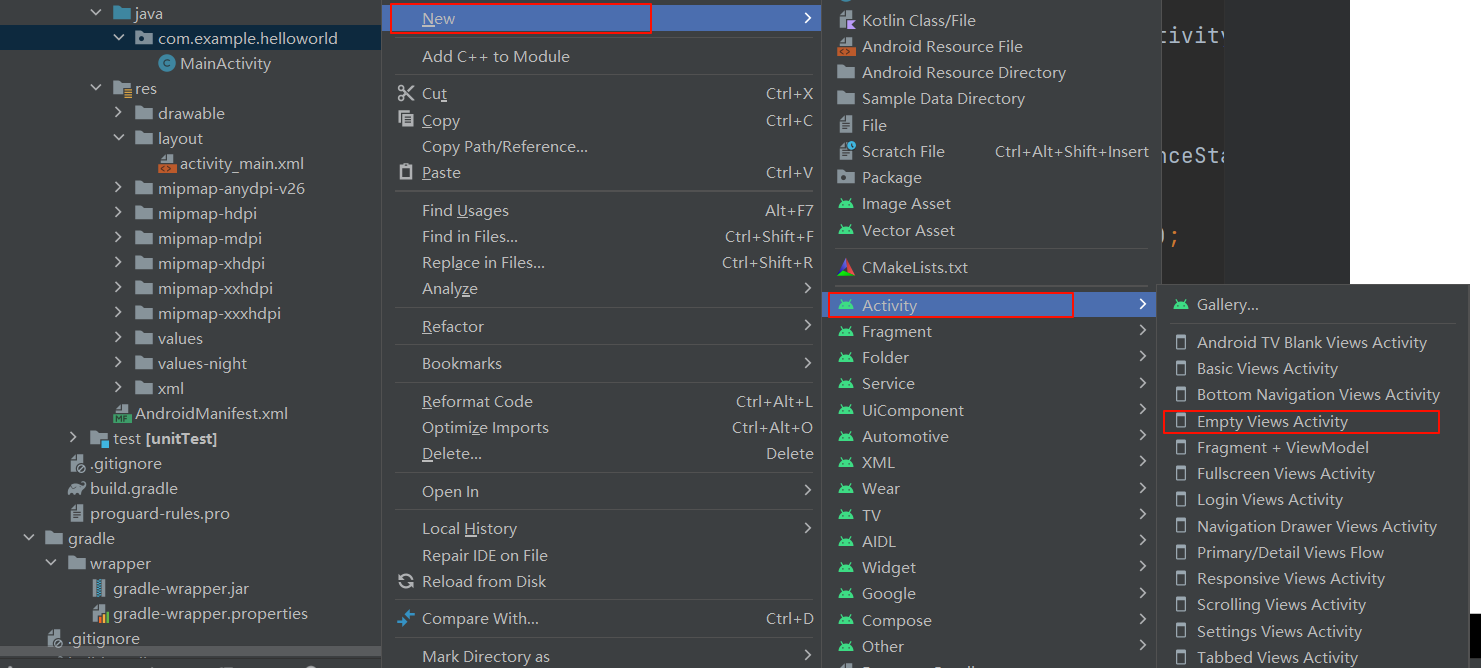 java
com.example.helloworld
MainActivity
res
drawable
layout
activity_main.xml
mipmap-anydpi-v26
mipmap-hdpi
mipmap-mdpi
mipmap-xhdpi
mipmap-xxhdpi
mipmap-xxxhdpi
values
values-night
xml
AndroidManifest.xml
test [unitTest]
.gitignore
build.gradle
proguard-rules.pro
gradle
wrapper
gradle-wrapper.jar
gradle-wrapper.properties
.gitignore
New
Add C++ to Module
Cut Ctrl+X
Copy Ctrl+C
Copy Path/Reference...
Paste Ctrl+V
Find Usages Alt+F7
Find in Files... Ctrl+Shift+F
Replace in Files... Ctrl+Shift+R
Analyze
Refactor
Bookmarks
Reformat Code Ctrl+Alt+L
Optimize Imports Ctrl+Alt+O
Delete... Delete
Open In
Local History
Repair IDE on File
Reload from Disk
Compare With... Ctrl+D
Mark Directory as
Kotlin Class/File
Android Resource File
Android Resource Directory
Sample Data Directory
File
Scratch File Ctrl+Alt+Shift+Insert
Package
Image Asset
Vector Asset
CMakeLists.txt
Activity
Fragment
Folder
Service
UiComponent
Automotive
XML
Wear
TV
AIDL
Widget
Google
Compose
Other
tivity
nceSta
);
Gallery...
Android TV Blank Views Activity
Basic Views Activity
Bottom Navigation Views Activity
Empty Views Activity
Fragment + ViewModel
Fullscreen Views Activity
Login Views Activity
Navigation Drawer Views Activity
Primary/Detail Views Flow
Responsive Views Activity
Scrolling Views Activity
Settings Views Activity
Tabbed Views Activity